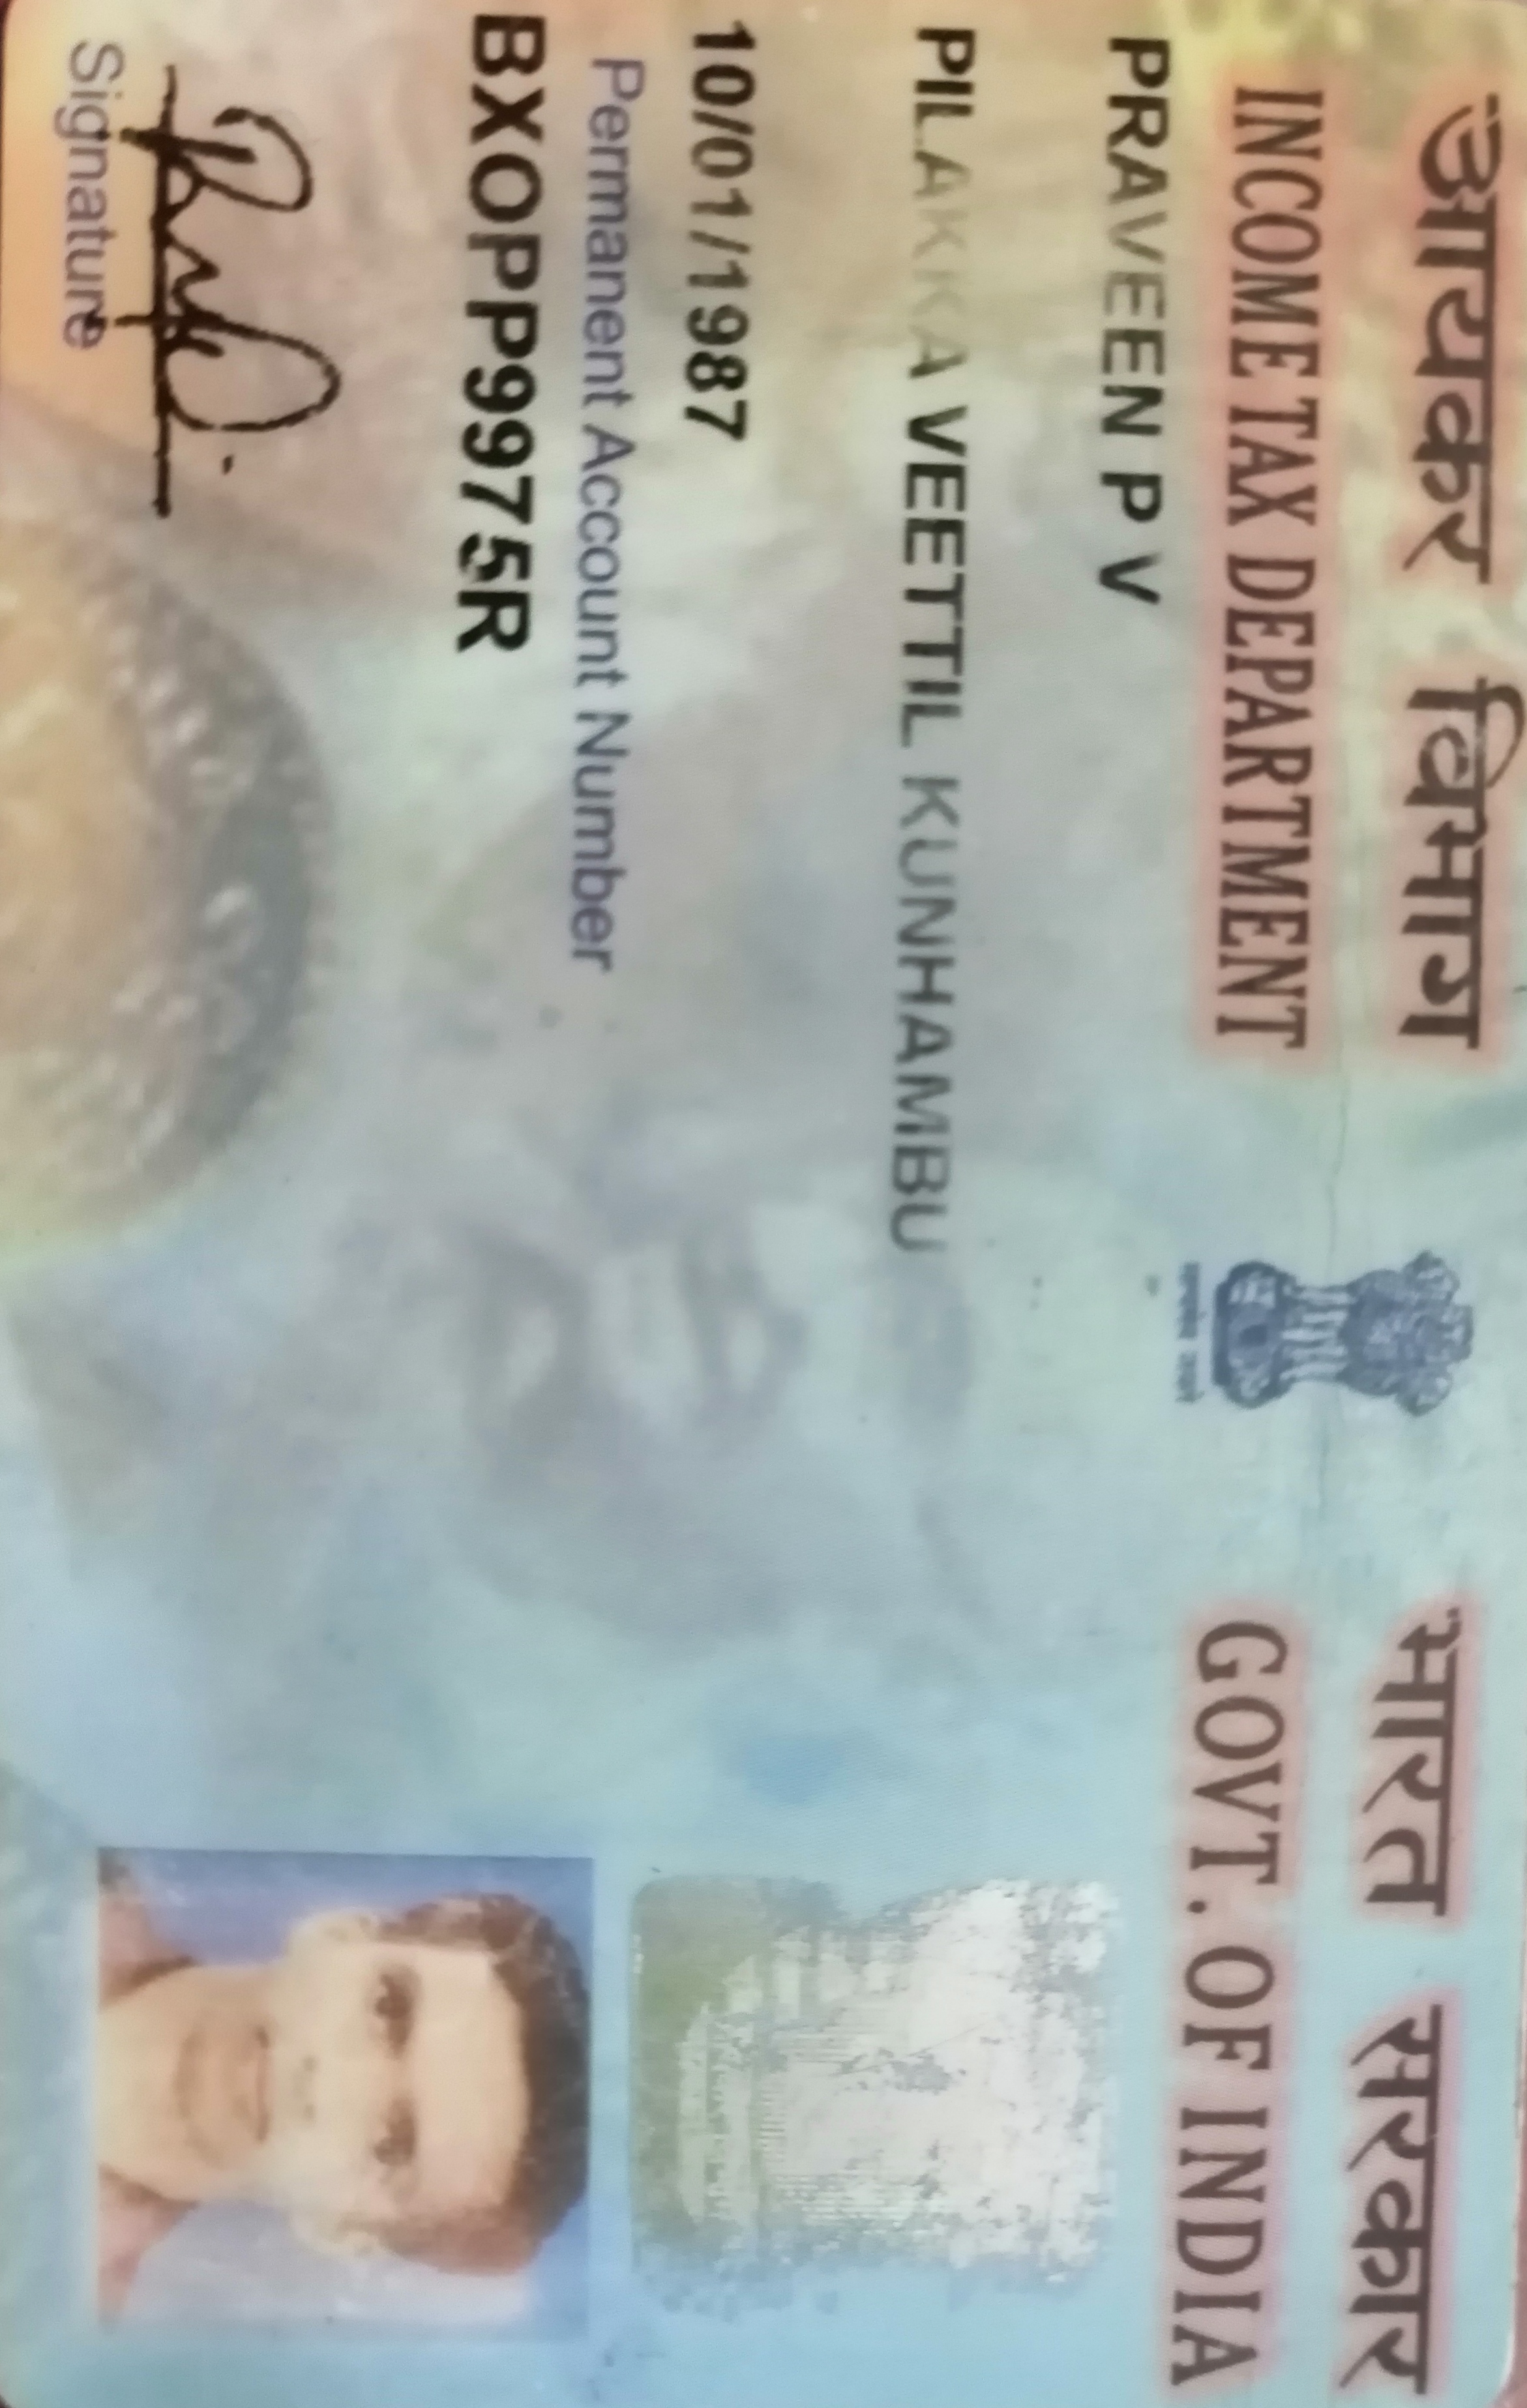 आयकर विभाग
INCOME TAX DEPARTMENT
भारत सरकार
GOVT. OF INDIA
PRAVEEN P V
PILAKKA VEETTIL KUNHAMBU
10/01/1987
Permanent Account Number
BXOPP9975R
Signature